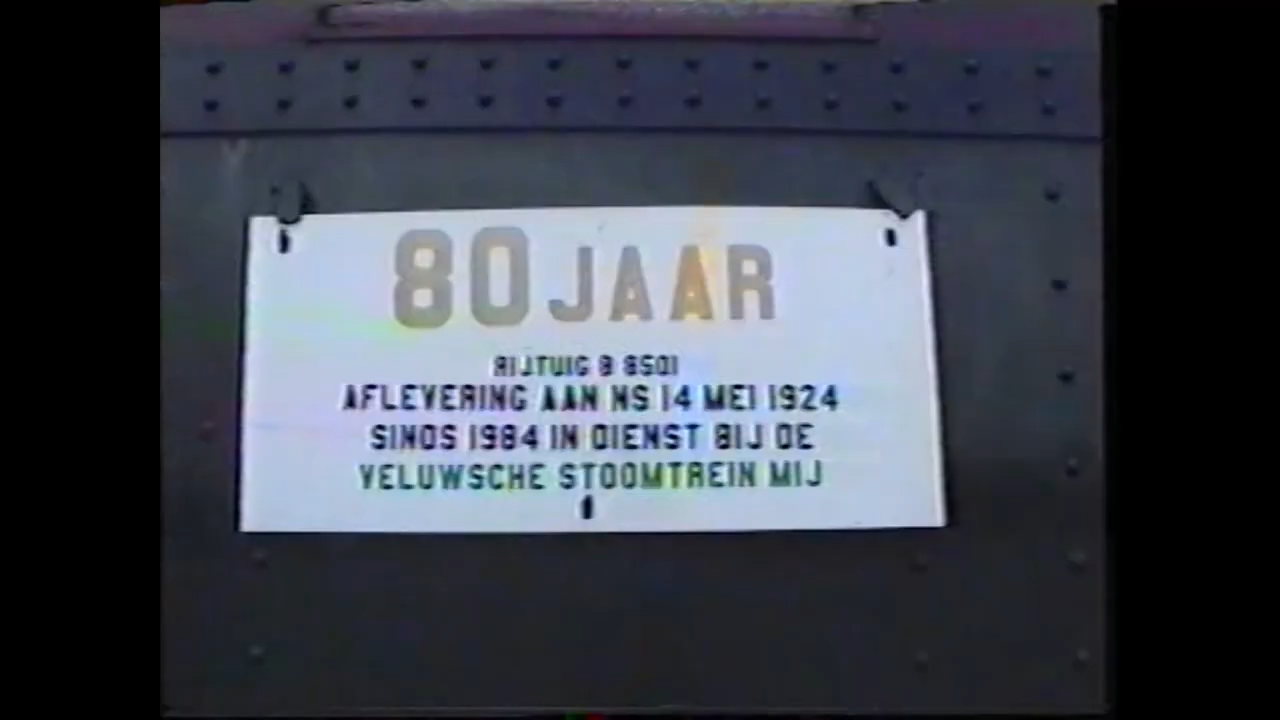 80 JAAR
RIJTUIG B 8501
AFLEVERING AAN NS 14 MEI 1924
SINDS 1984 IN DIENST BIJ DE
VELUWSCHE STOOMTREIN MIJ